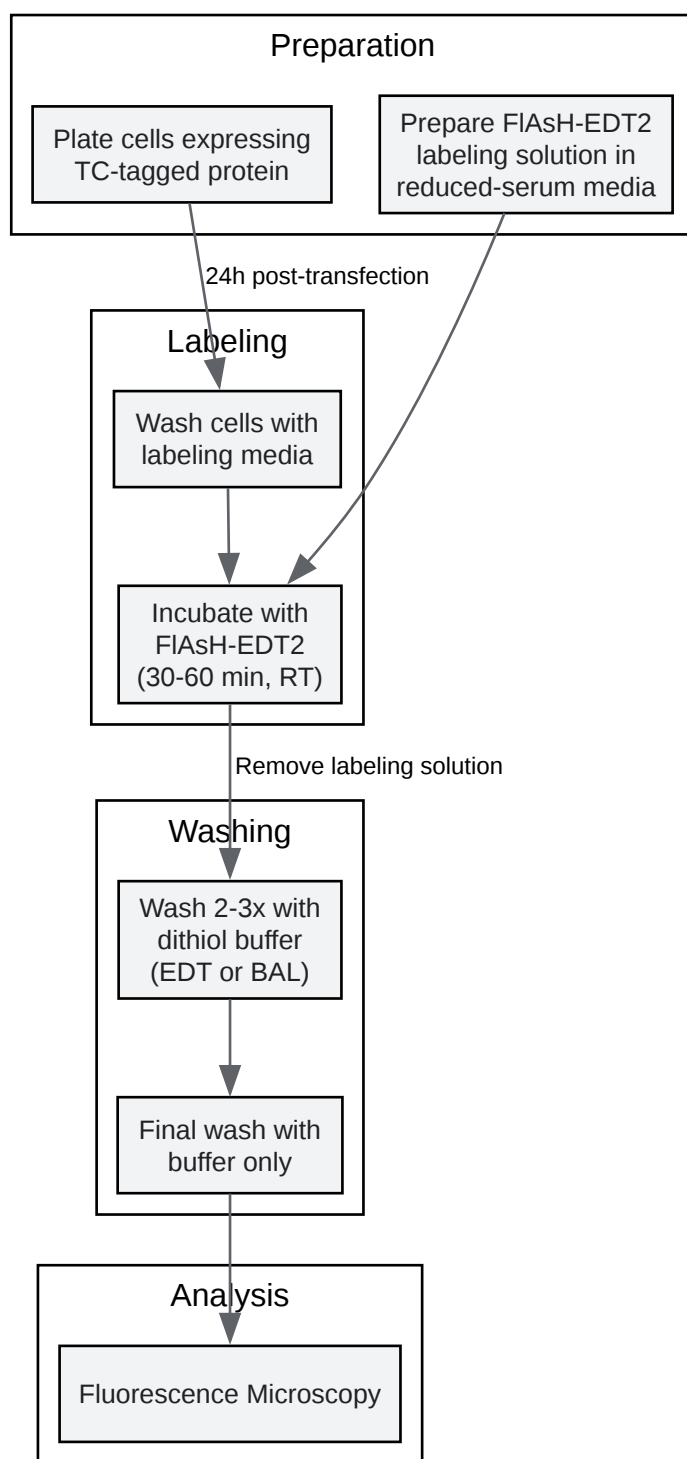 Preparation
Plate cells expressing
TC-tagged protein
Prepare FlAsH-EDT2
labeling solution in
reduced-serum media
24h post-transfection
Labeling
Wash cells with
labeling media
Incubate with
FlAsH-EDT2
(30-60 min, RT)
Remove labeling solution
Washing
Wash 2-3x with
dithiol buffer
(EDT or BAL)
Final wash with
buffer only
Analysis
Fluorescence Microscopy